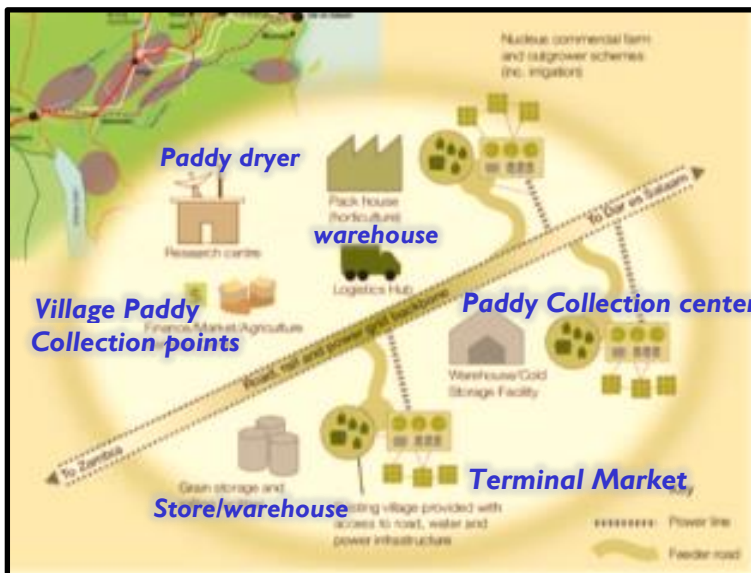 Nucleus commercial farm
and outgrower schemes
(inc. irrigation)
Paddy dryer
Research centre
Pack house
(horticulture)
warehouse
Logistics Hub
To Dar es Salaam
Village Paddy
Collection points
Finance/Market/Agriculture
Paddy Collection center
Road, rail and power grid backbone
Warehouse/Cold
Storage Facility
To Zambia
Grain storage and
Store/warehouse
Terminal Market
village provided with
access to road, water and
power infrastructure
Power line
Feeder road